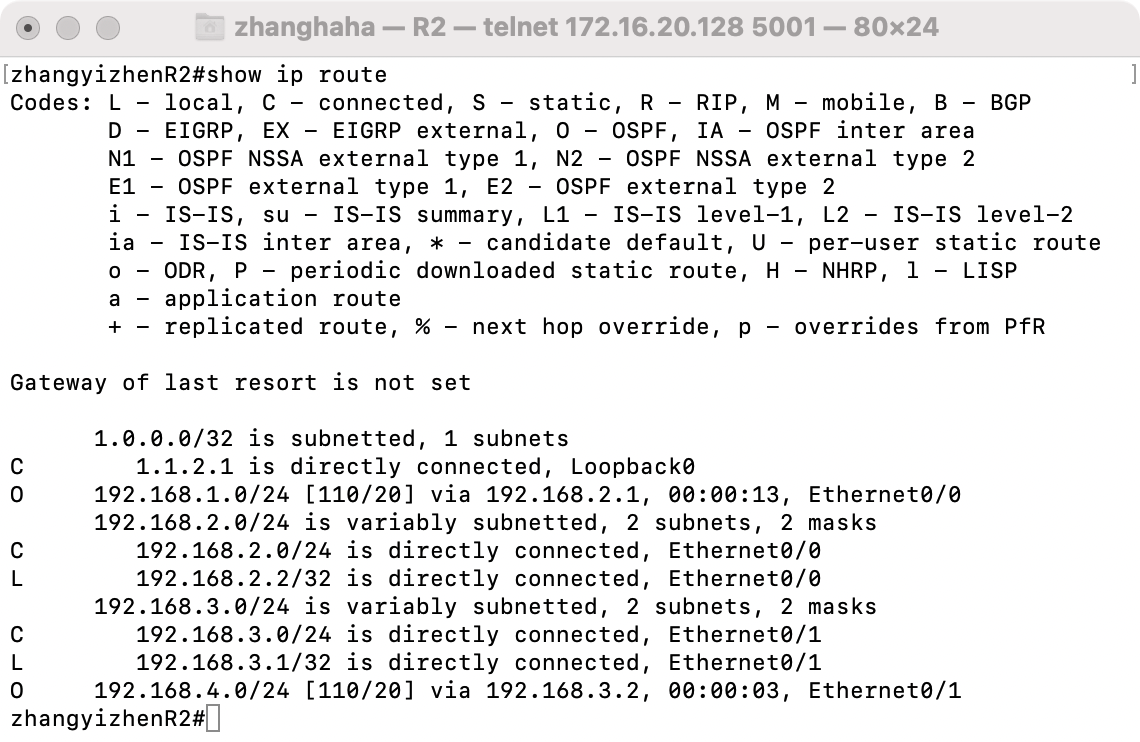 zhanghaha — R2 — telnet 172.16.20.128 5001 — 80×24
[zhangyizhenR2#show ip route ]
Codes: L - local, C - connected, S - static, R - RIP, M - mobile, B - BGP
       D - EIGRP, EX - EIGRP external, O - OSPF, IA - OSPF inter area
       N1 - OSPF NSSA external type 1, N2 - OSPF NSSA external type 2
       E1 - OSPF external type 1, E2 - OSPF external type 2
       i - IS-IS, su - IS-IS summary, L1 - IS-IS level-1, L2 - IS-IS level-2
       ia - IS-IS inter area, * - candidate default, U - per-user static route
       o - ODR, P - periodic downloaded static route, H - NHRP, l - LISP
       a - application route
       + - replicated route, % - next hop override, p - overrides from PfR

Gateway of last resort is not set

      1.0.0.0/32 is subnetted, 1 subnets
C        1.1.2.1 is directly connected, Loopback0
O     192.168.1.0/24 [110/20] via 192.168.2.1, 00:00:13, Ethernet0/0
      192.168.2.0/24 is variably subnetted, 2 subnets, 2 masks
C        192.168.2.0/24 is directly connected, Ethernet0/0
L        192.168.2.2/32 is directly connected, Ethernet0/0
      192.168.3.0/24 is variably subnetted, 2 subnets, 2 masks
C        192.168.3.0/24 is directly connected, Ethernet0/1
L        192.168.3.1/32 is directly connected, Ethernet0/1
O     192.168.4.0/24 [110/20] via 192.168.3.2, 00:00:03, Ethernet0/1
zhangyizhenR2#